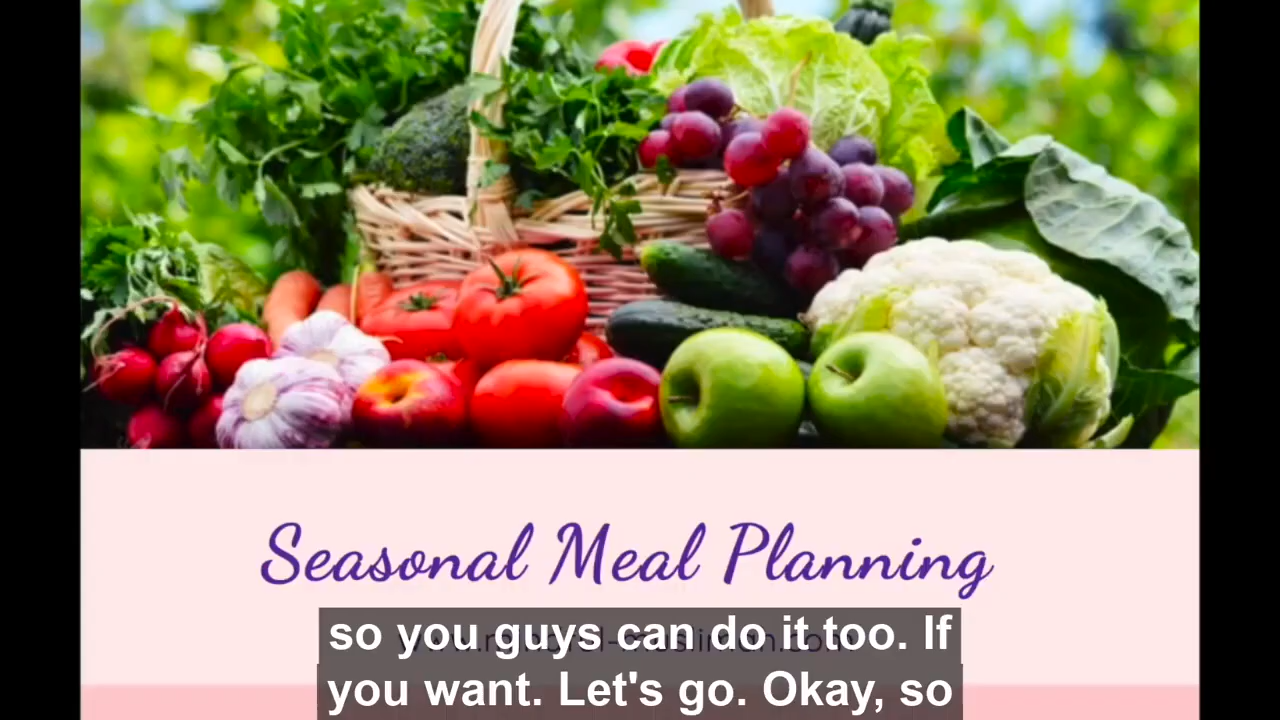 Seasonal Meal Planning
so you guys can do it too. If
you want. Let's go. Okay, so